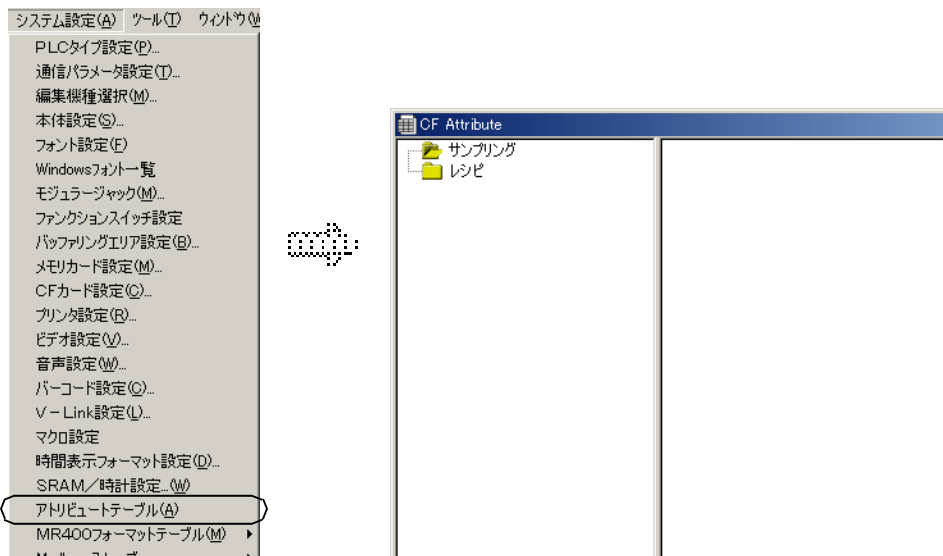 システム設定(A) ツール(T) ウィンドウ(W
PLCタイプ設定(P)...
通信パラメータ設定(T)...
編集機種選択(M)...
本体設定(S)...
フォント設定(F)
Windowsフォント一覧
モジュラージャック(M)...
ファンクションスイッチ設定
バッファリングエリア設定(B)...
メモリカード設定(M)...
CFカード設定(C)...
プリンタ設定(R)...
ビデオ設定(V)...
音声設定(W)...
バーコード設定(C)...
V－Link設定(L)...
マクロ設定
時間表示フォーマット設定(D)...
SRAM／時計設定...(W)
アトリビュートテーブル(A)
MR400フォーマットテーブル(M)
CF Attribute
サンプリング
レシピ